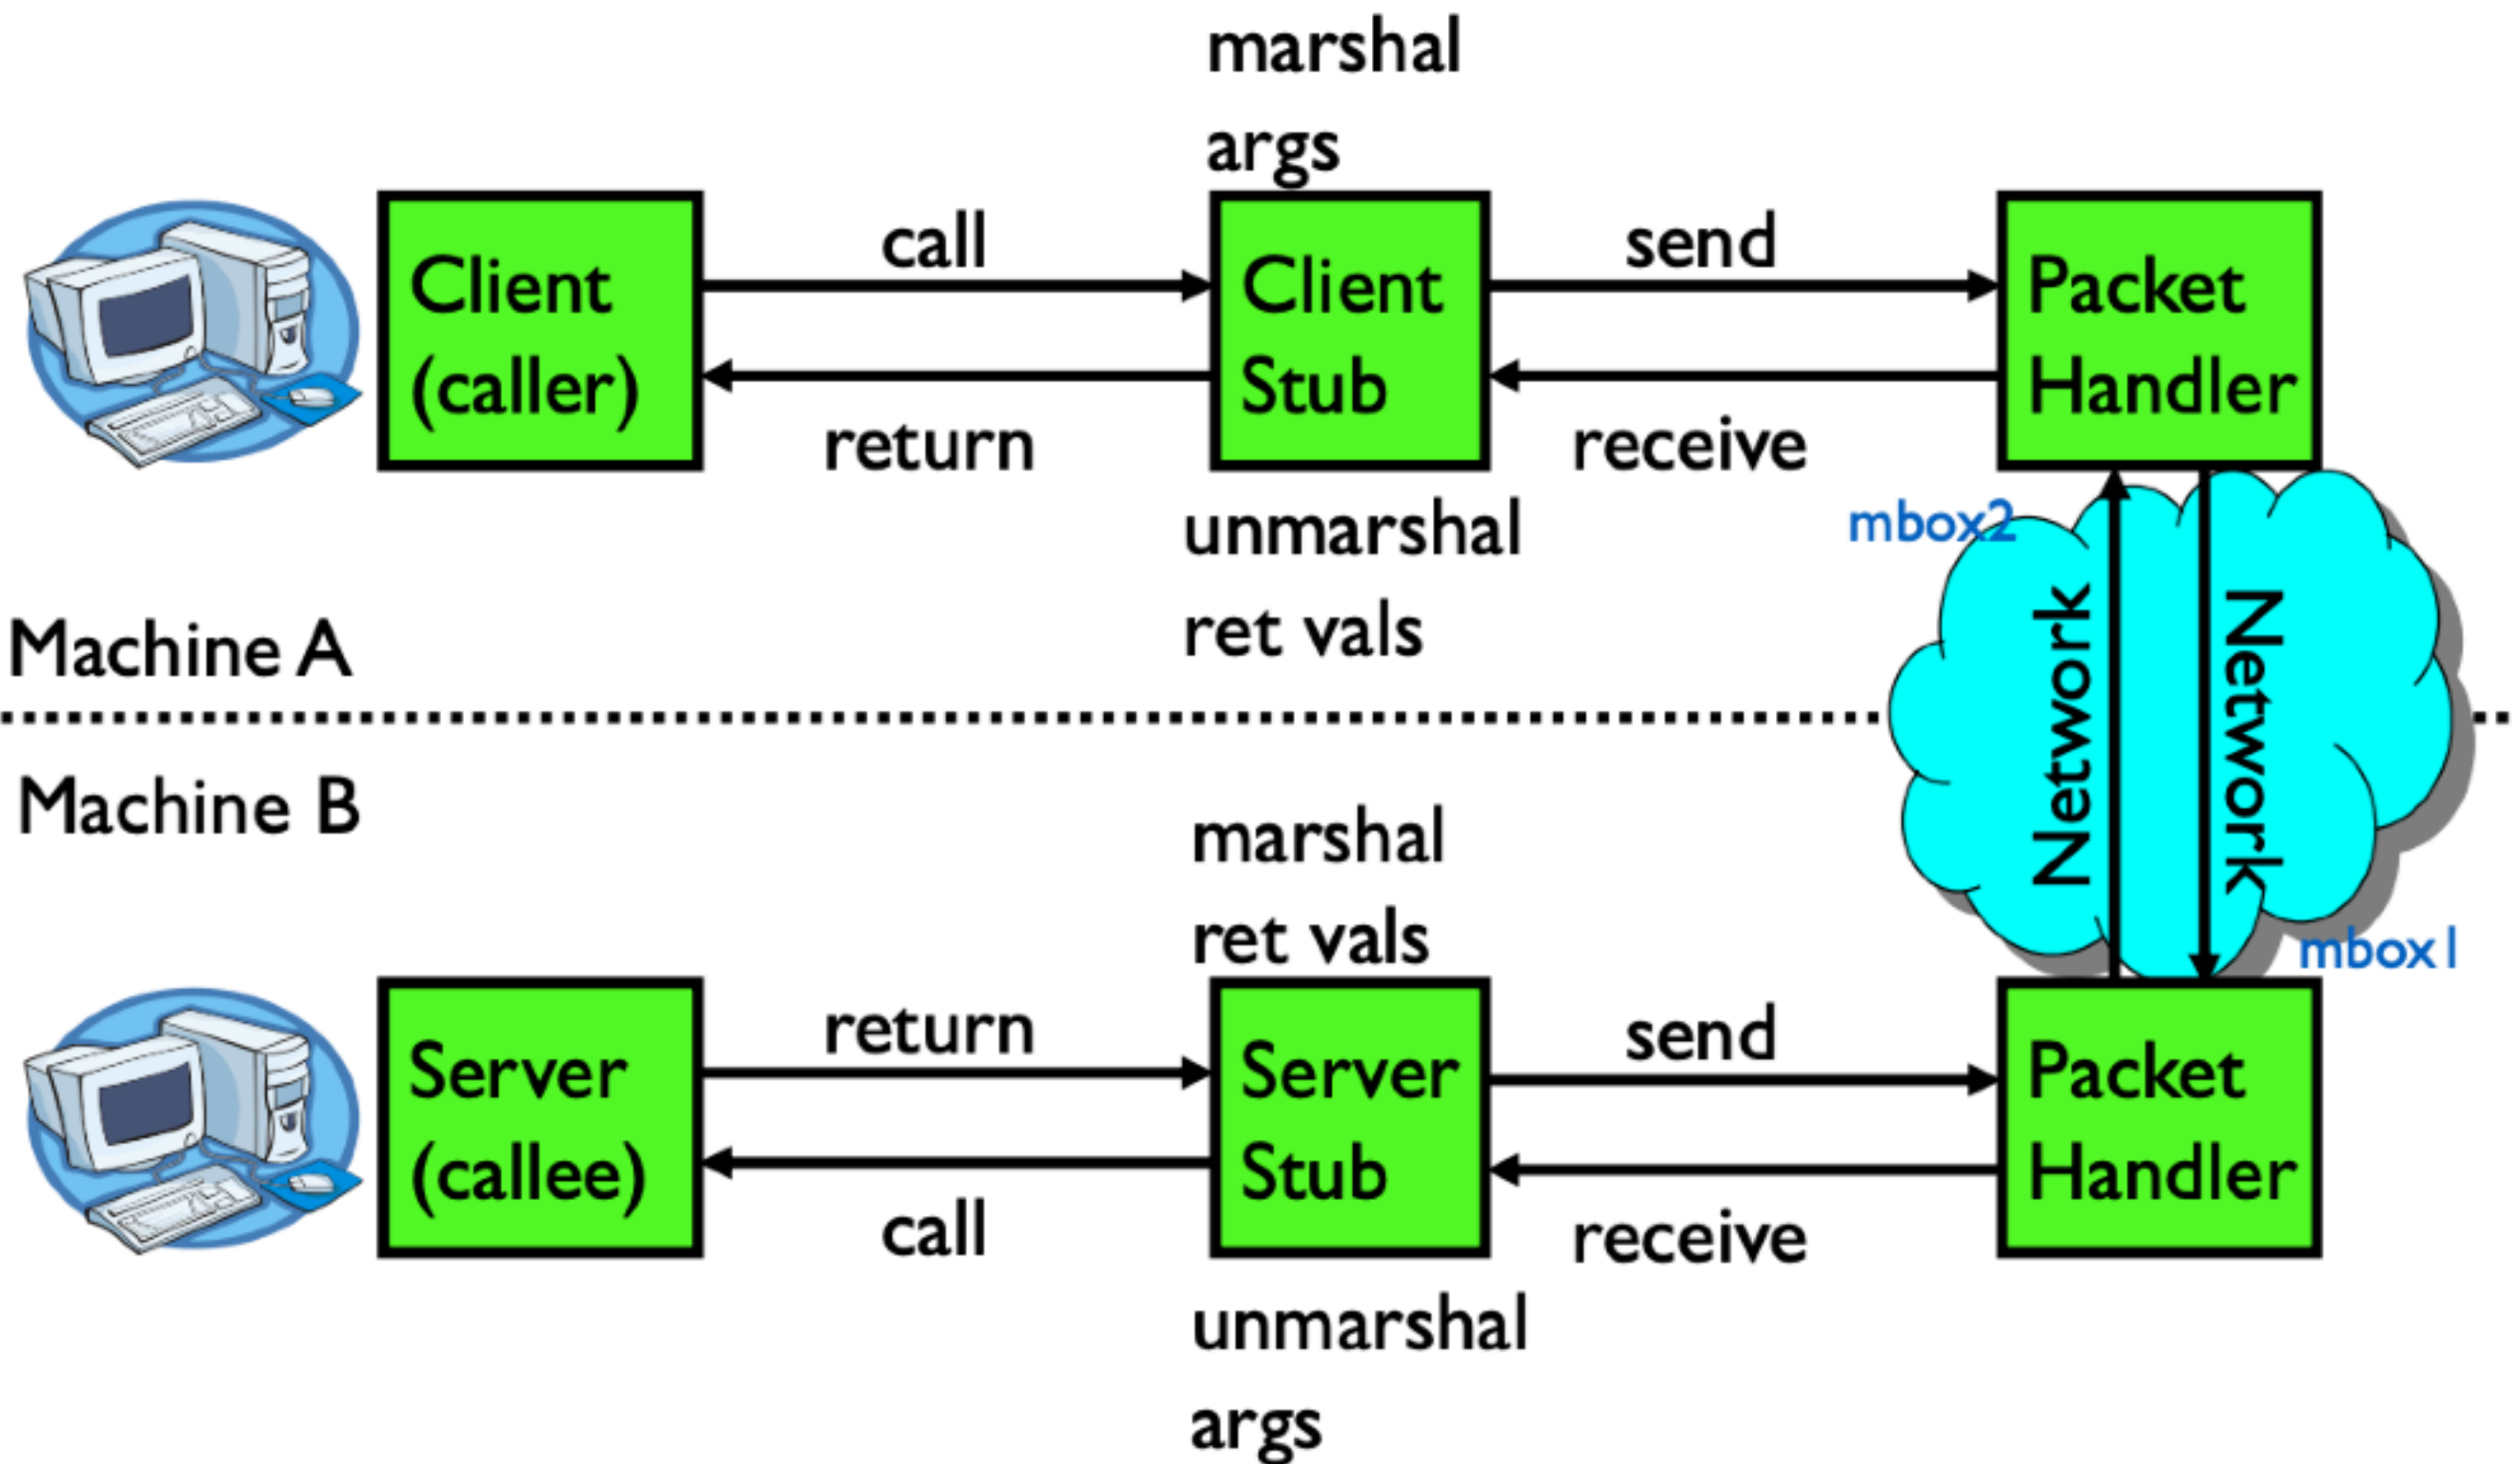 marshal
args
call
send
Client
(caller)
Client
Stub
Packet
Handler
return
receive
unmarshal
ret vals
mbox2
Network
Network
Machine A
Machine B
marshal
ret vals
mbox1
return
send
Server
(callee)
Server
Stub
Packet
Handler
call
receive
unmarshal
args